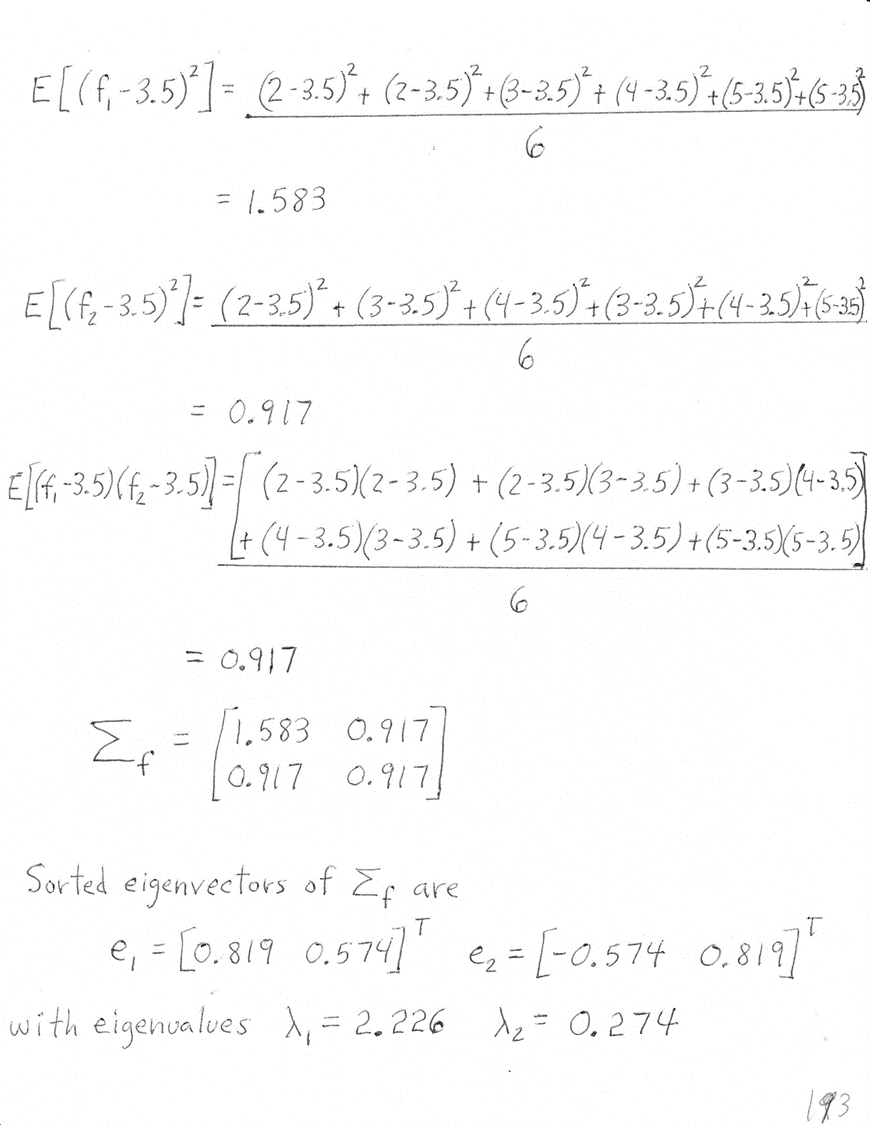 E[(f₁-3.5)²] = (2-3.5)² + (2-3.5)² + (3-3.5)² + (4-3.5)² + (5-3.5)² + (5-3.5)²
6
= 1.583
E[(f₂-3.5)²] = (2-3.5)² + (3-3.5)² + (4-3.5)² + (3-3.5)² + (4-3.5)² + (5-3.5)²
6
= 0.917
E[(f₁-3.5)(f₂-3.5)] = [(2-3.5)(2-3.5) + (2-3.5)(3-3.5) + (3-3.5)(4-3.5)
+ (4-3.5)(3-3.5) + (5-3.5)(4-3.5) + (5-3.5)(5-3.5)]
6
= 0.917
Σf = [1.583 0.917
0.917 0.917]
Sorted eigenvectors of Σf are
e₁ = [0.819 0.574]ᵀ e₂ = [-0.574 0.819]ᵀ
with eigenvalues λ₁ = 2.226 λ₂ = 0.274